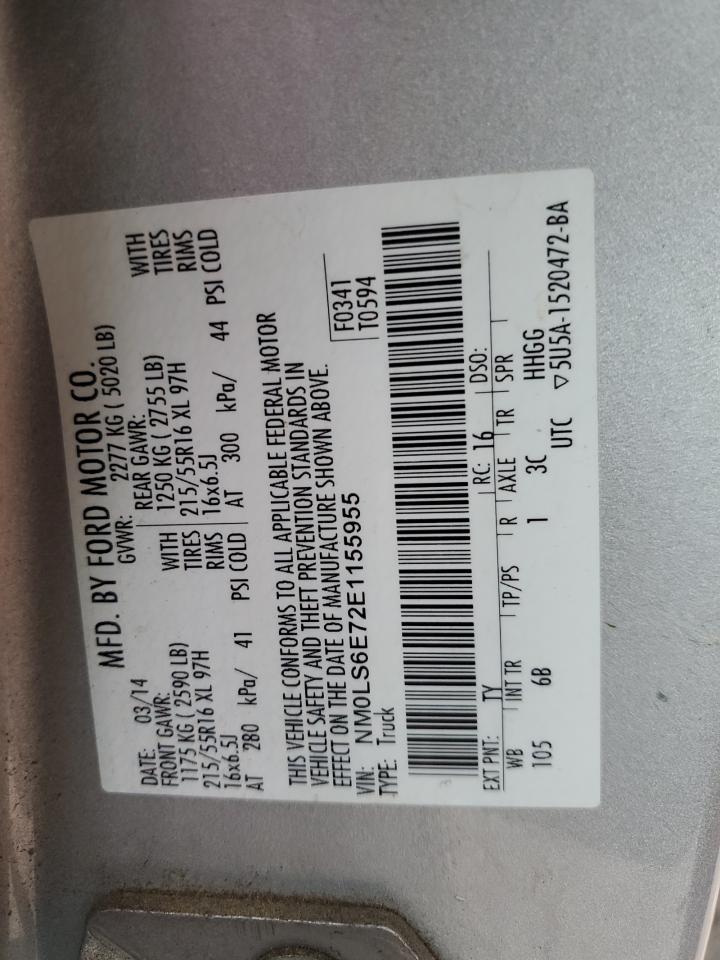 MFD. BY FORD MOTOR CO.
DATE: 03/14 GVWR: 2277 KG ( 5020 LB)
FRONT GAWR: REAR GAWR:
1175 KG ( 2590 LB) WITH 1250 KG ( 2755 LB) WITH
215/55R16 XL 97H TIRES 215/55R16 XL 97H TIRES
16x6.5J RIMS 16x6.5J RIMS
AT 280 kPa/ 41 PSI COLD AT 300 kPa/ 44 PSI COLD
THIS VEHICLE CONFORMS TO ALL APPLICABLE FEDERAL MOTOR
VEHICLE SAFETY AND THEFT PREVENTION STANDARDS IN
EFFECT ON THE DATE OF MANUFACTURE SHOWN ABOVE.
VIN: NM0LS6E72E1155955 F0341
TYPE: Truck T0594
EXT PNT: TY RC: 16 DSO:
WB INT TR TP/PS R AXLE TR SPR
105 6B 1 3C HHGG
UTC ▽5U5A-1520472-BA